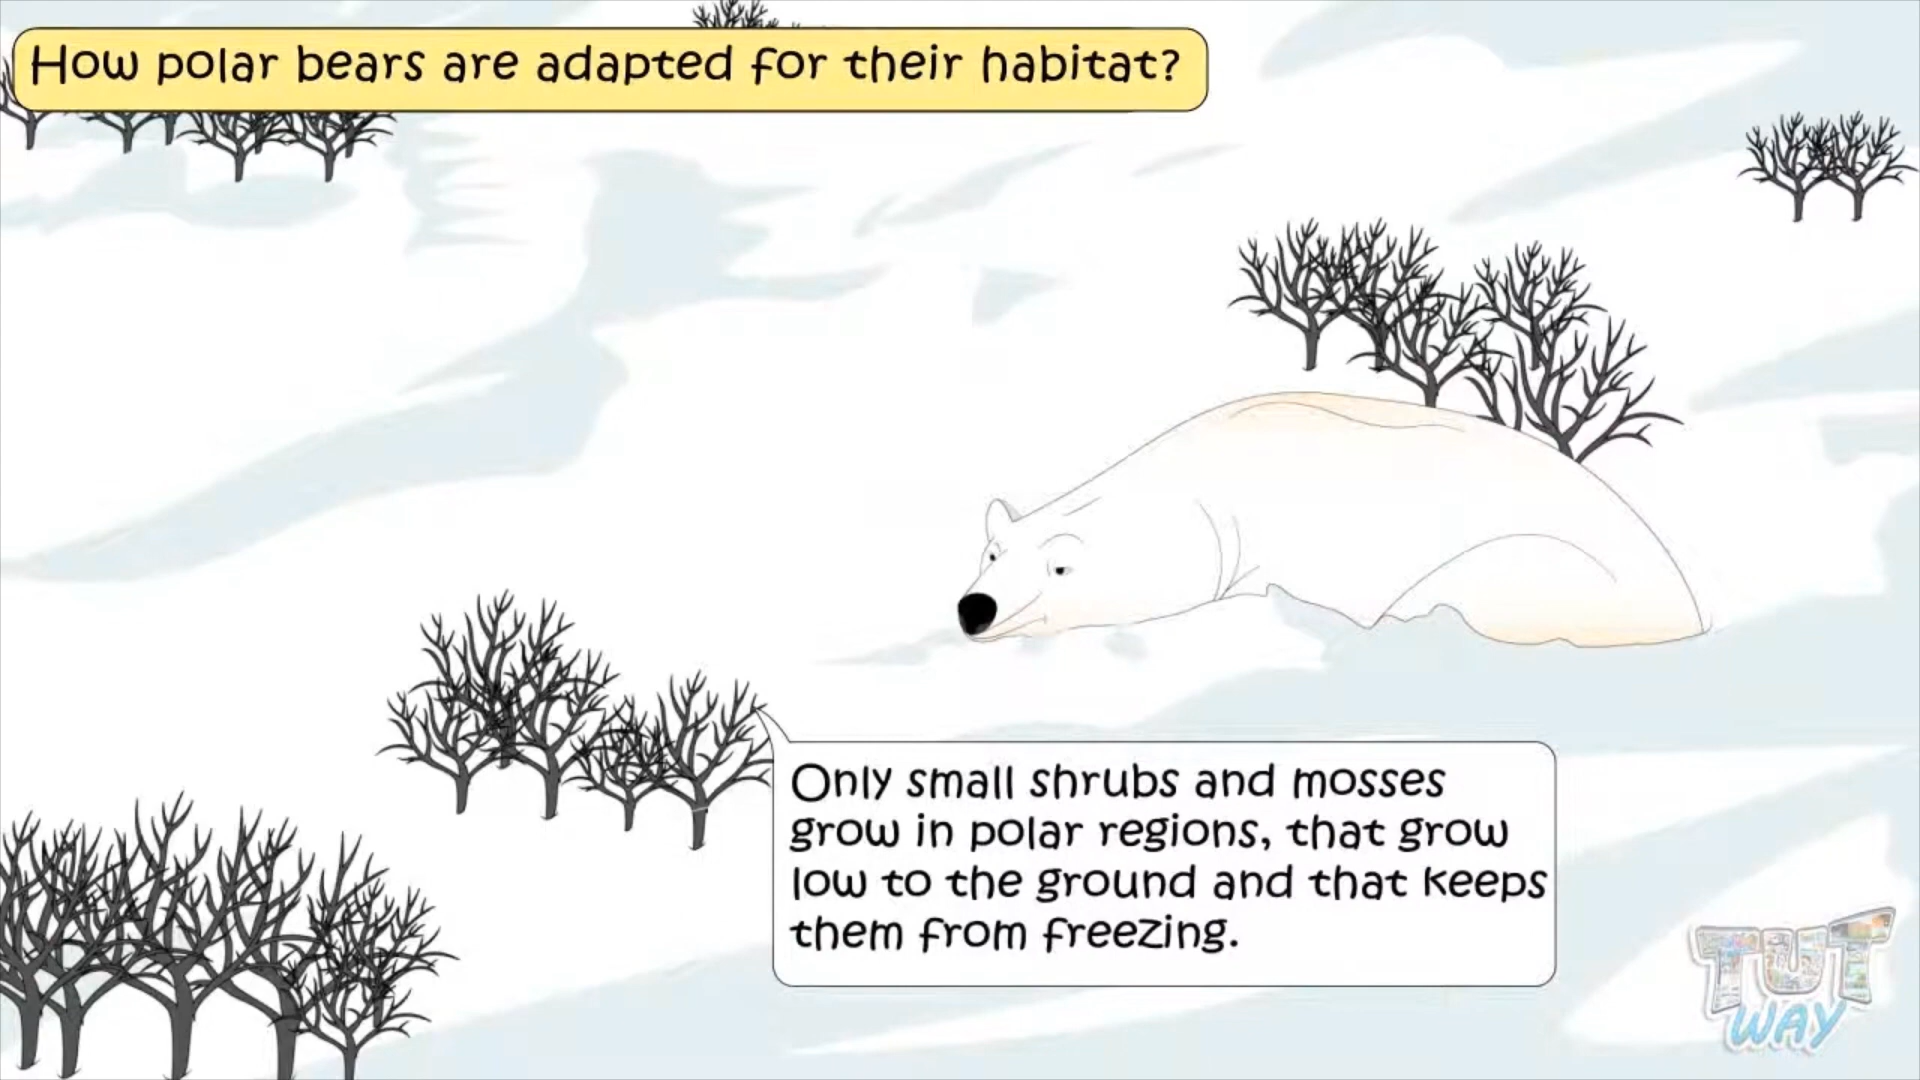 How polar bears are adapted for their habitat?
Only small shrubs and mosses
grow in polar regions, that grow
low to the ground and that keeps
them from freezing.
TUT
WAY